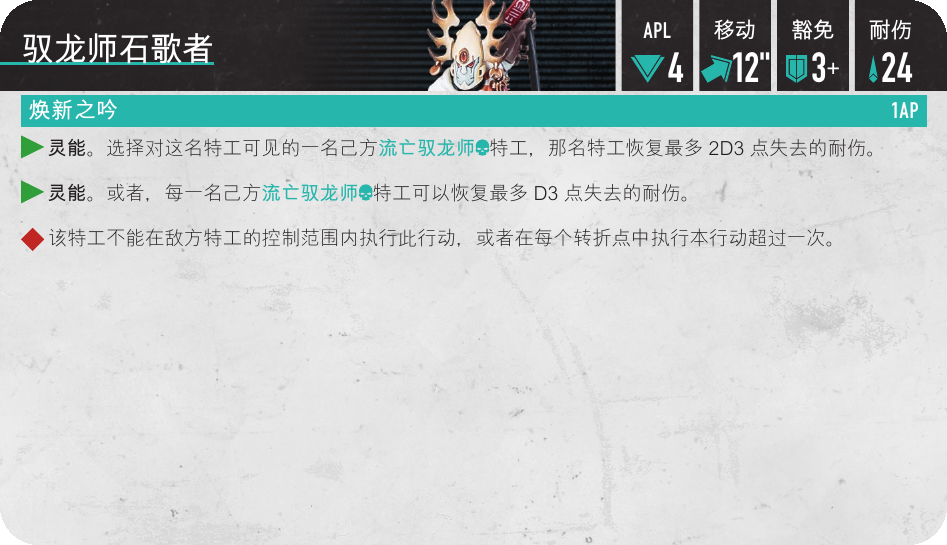 驭龙师石歌者
APL 移动 豁免 耐伤
4 12" 3+ 24
焕新之吟 1AP
灵能。选择对这名特工可见的一名己方流亡驭龙师特工，那名特工恢复最多 2D3 点失去的耐伤。
灵能。或者，每一名己方流亡驭龙师特工可以恢复最多 D3 点失去的耐伤。
该特工不能在敌方特工的控制范围内执行此行动，或者在每个转折点中执行本行动超过一次。